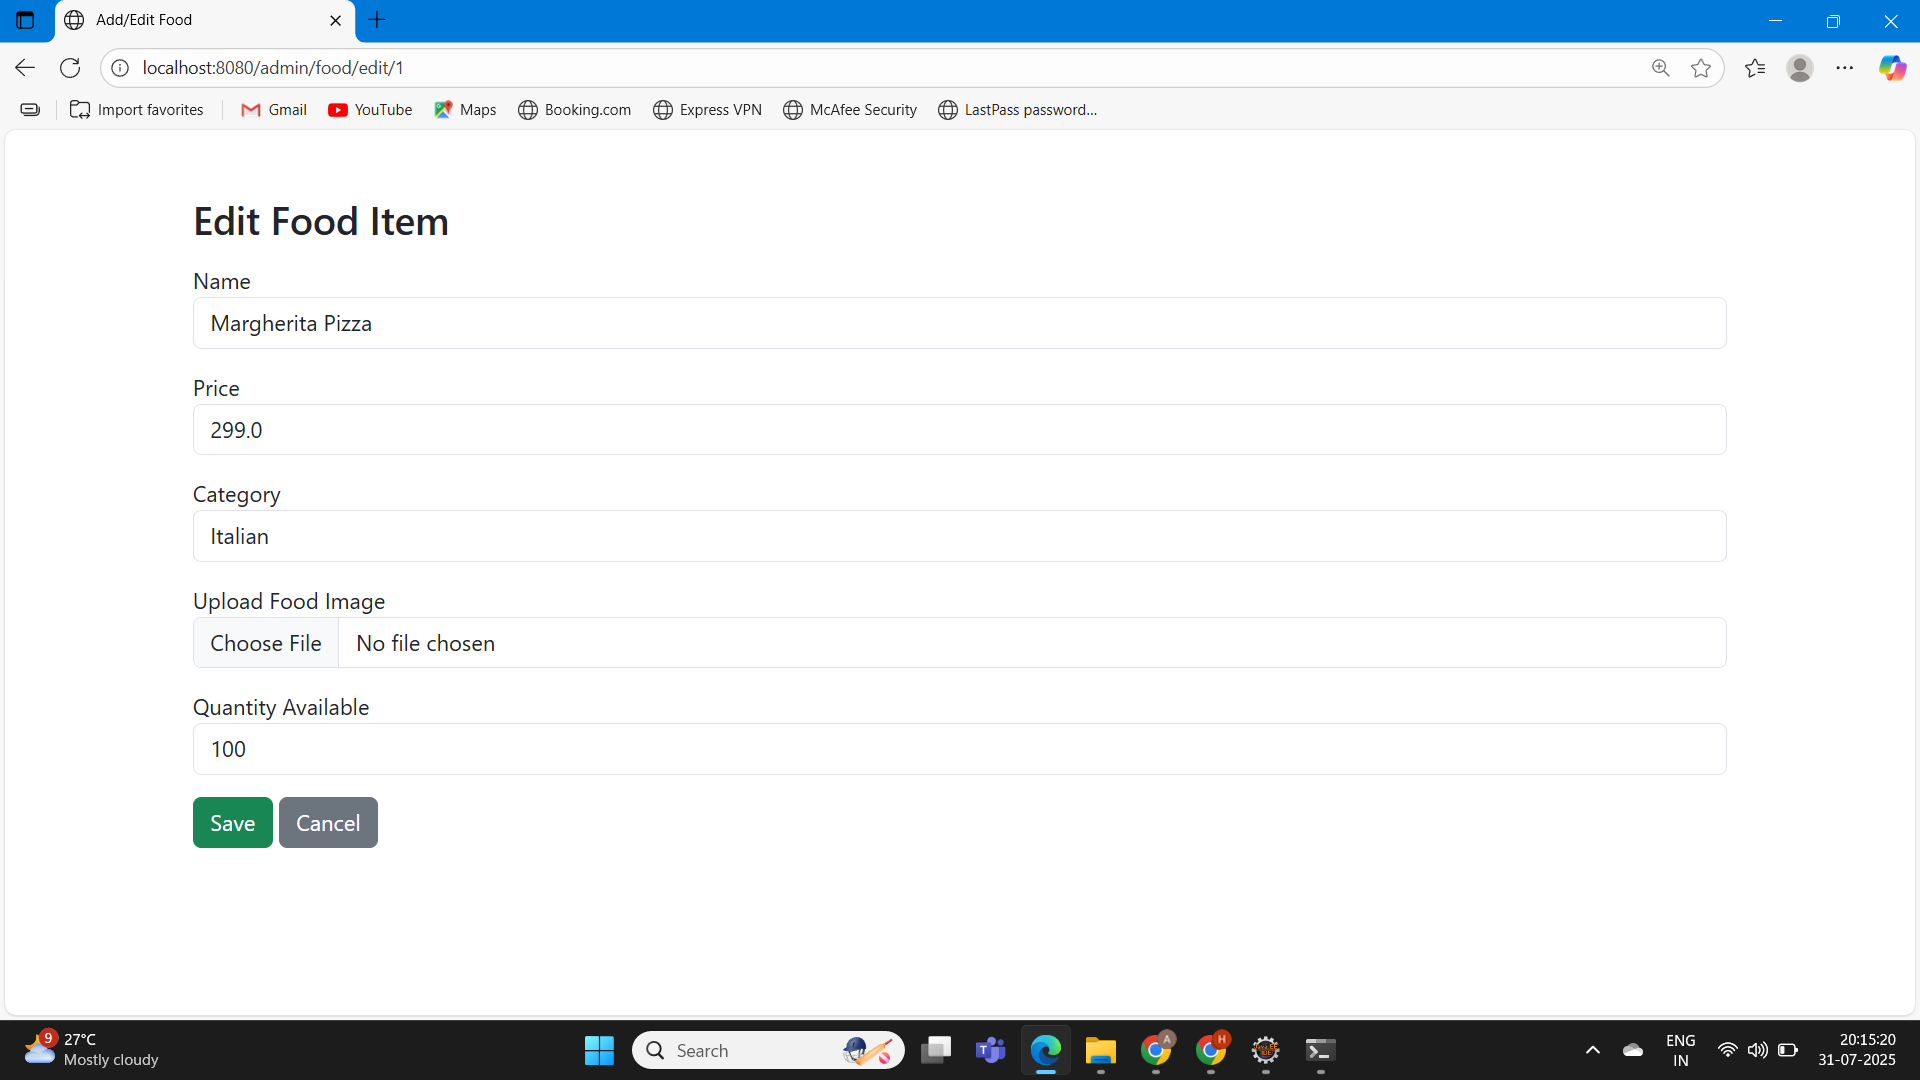 Add/Edit Food
localhost:8080/admin/food/edit/1
Import favorites
Gmail
YouTube
Maps
Booking.com
Express VPN
McAfee Security
LastPass password...
Edit Food Item
Name
Margherita Pizza
Price
299.0
Category
Italian
Upload Food Image
Choose File
No file chosen
Quantity Available
100
Save
Cancel
9
27°C
Mostly cloudy
Search
T
A
H
ENG
IN
20:15:20
31-07-2025